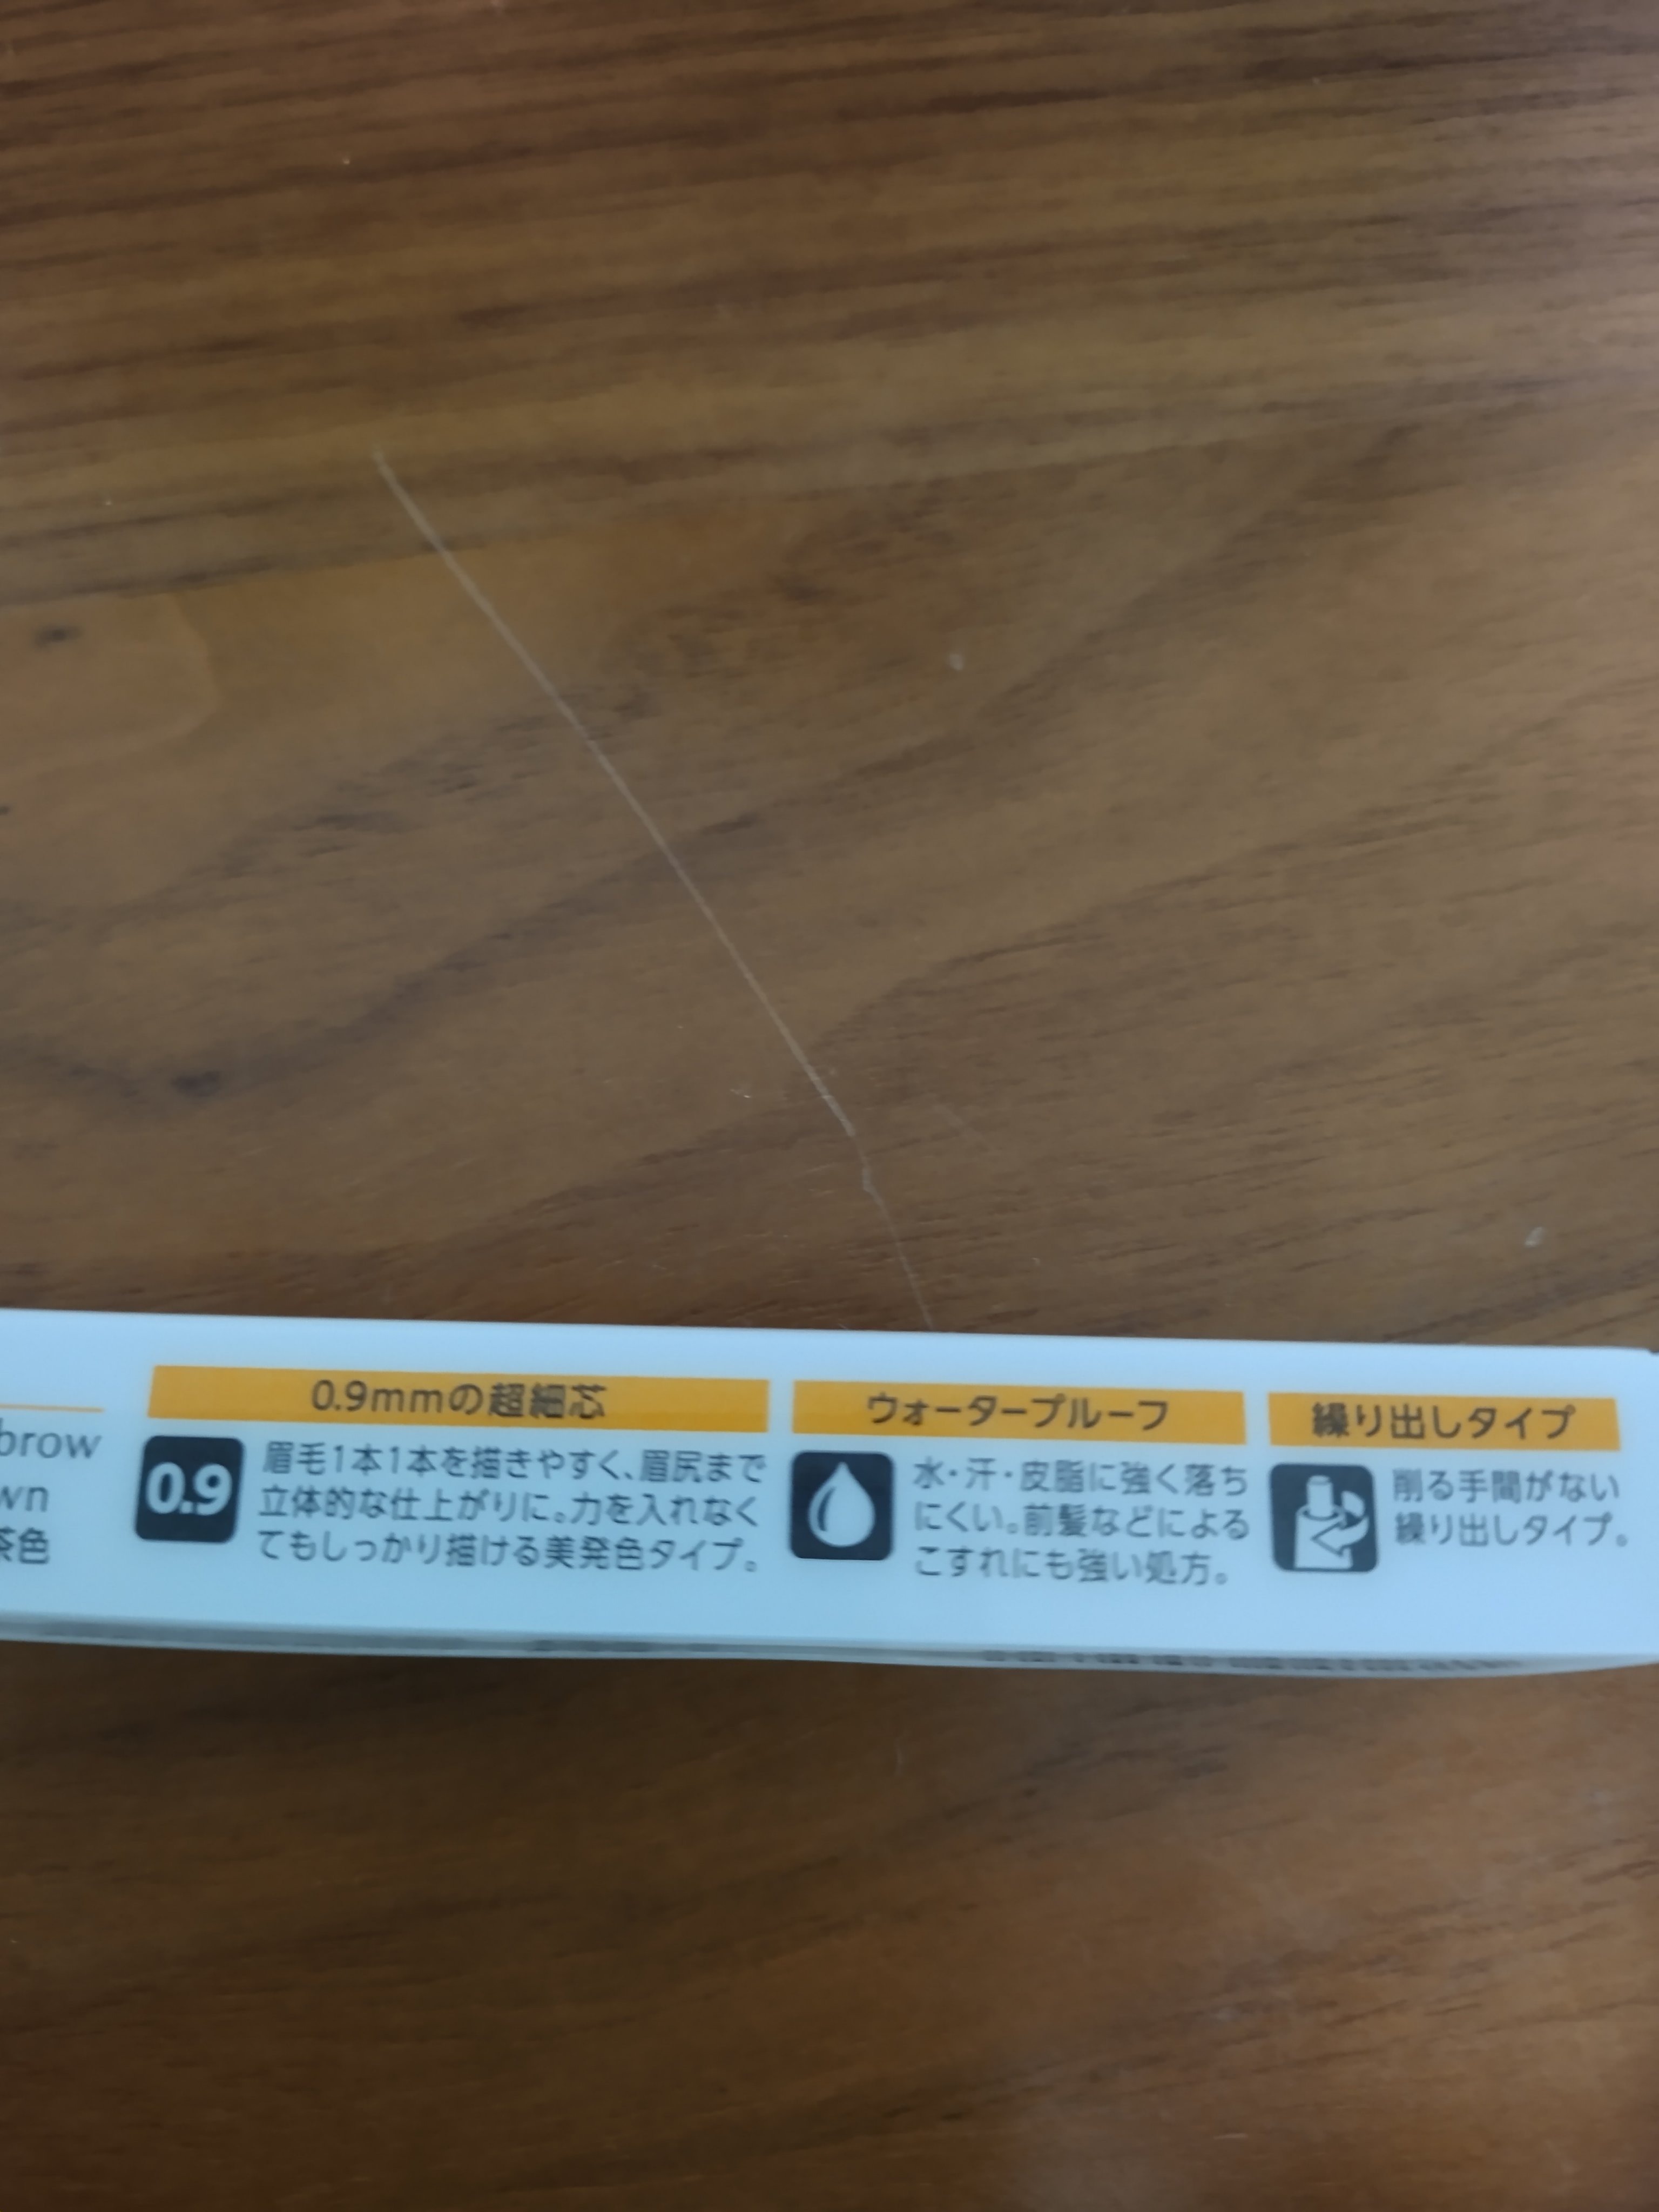 brow
wn
茶色
0.9mmの超細芯
0.9
眉毛1本1本を描きやすく、眉尻まで
立体的な仕上がりに。力を入れなく
てもしっかり描ける美発色タイプ。
ウォータープルーフ
水・汗・皮脂に強く落ち
にくい。前髪などによる
こすれにも強い処方。
繰り出しタイプ
削る手間がない
繰り出しタイプ。